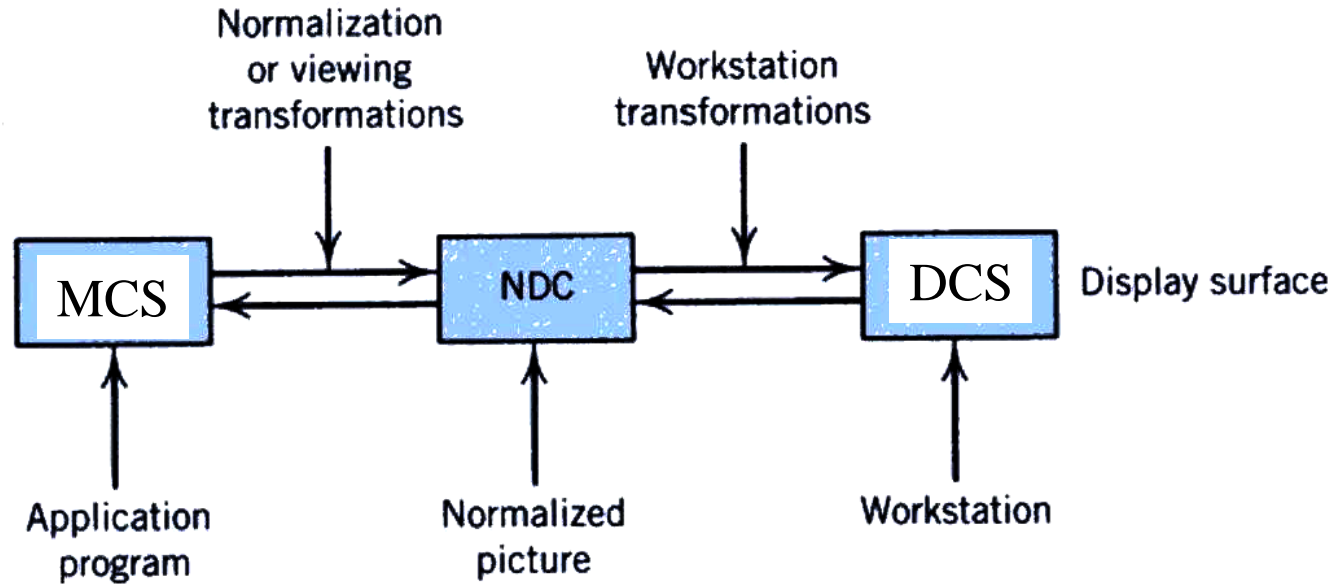 Normalization
or viewing
transformations
Workstation
transformations
MCS
NDC
DCS
Display surface
Application
program
Normalized
picture
Workstation